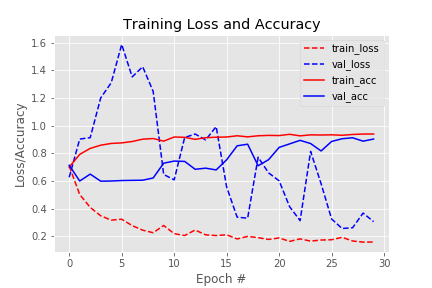 Training Loss and Accuracy
Loss/Accuracy
1.6
1.4
1.2
1.0
0.8
0.6
0.4
0.2
train_loss
val_loss
train_acc
val_acc
0 5 10 15 20 25 30
Epoch #